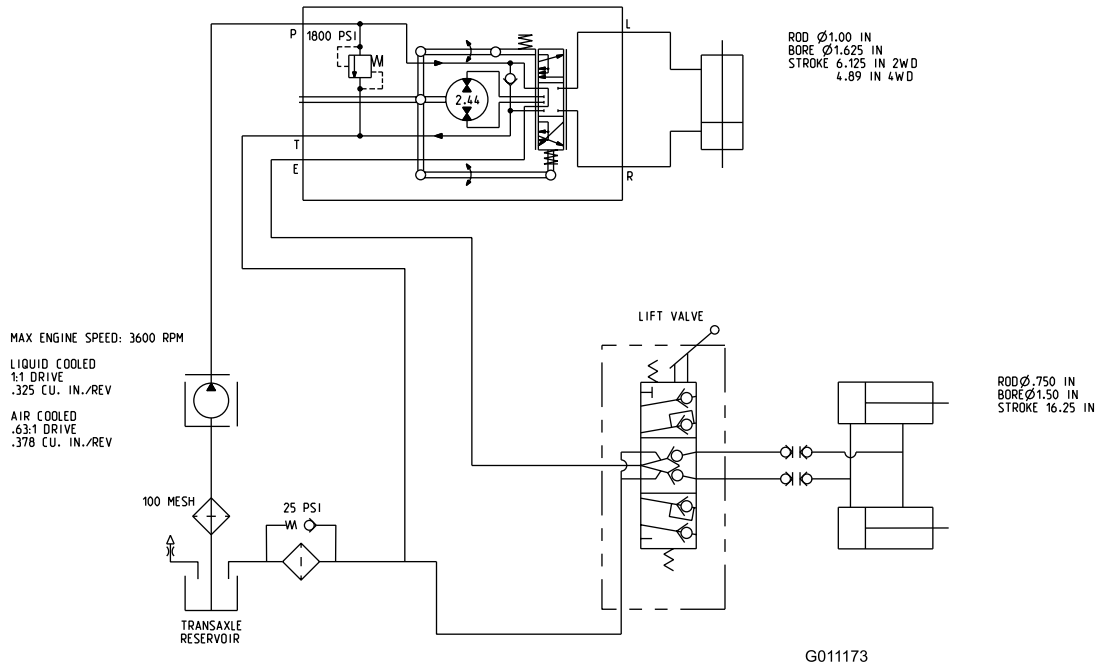 P
1800 PSI
L
ROD Ø1.00 IN
BORE Ø1.625 IN
STROKE 6.125 IN 2WD
4.89 IN 4WD
2.44
T
E
R
LIFT VALVE
MAX ENGINE SPEED: 3600 RPM
LIQUID COOLED
1:1 DRIVE
.325 CU. IN./REV
AIR COOLED
.63:1 DRIVE
.378 CU. IN./REV
RODØ.750 IN
BOREØ1.50 IN
STROKE 16.25 IN
100 MESH
25 PSI
TRANSAXLE
RESERVOIR
G011173